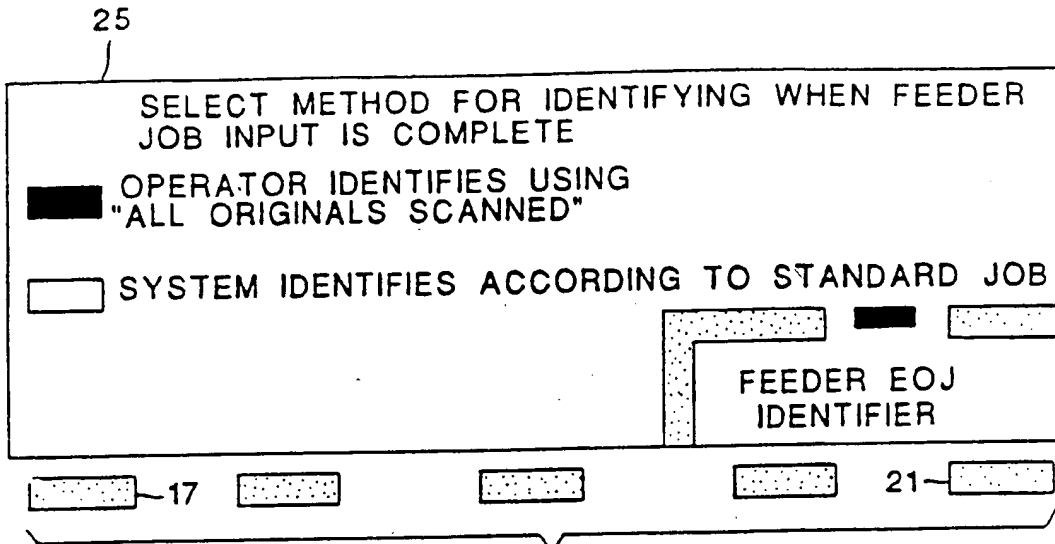 25
SELECT METHOD FOR IDENTIFYING WHEN FEEDER
JOB INPUT IS COMPLETE
OPERATOR IDENTIFIES USING
"ALL ORIGINALS SCANNED"
SYSTEM IDENTIFIES ACCORDING TO STANDARD JOB
FEEDER EOJ
IDENTIFIER
17
21